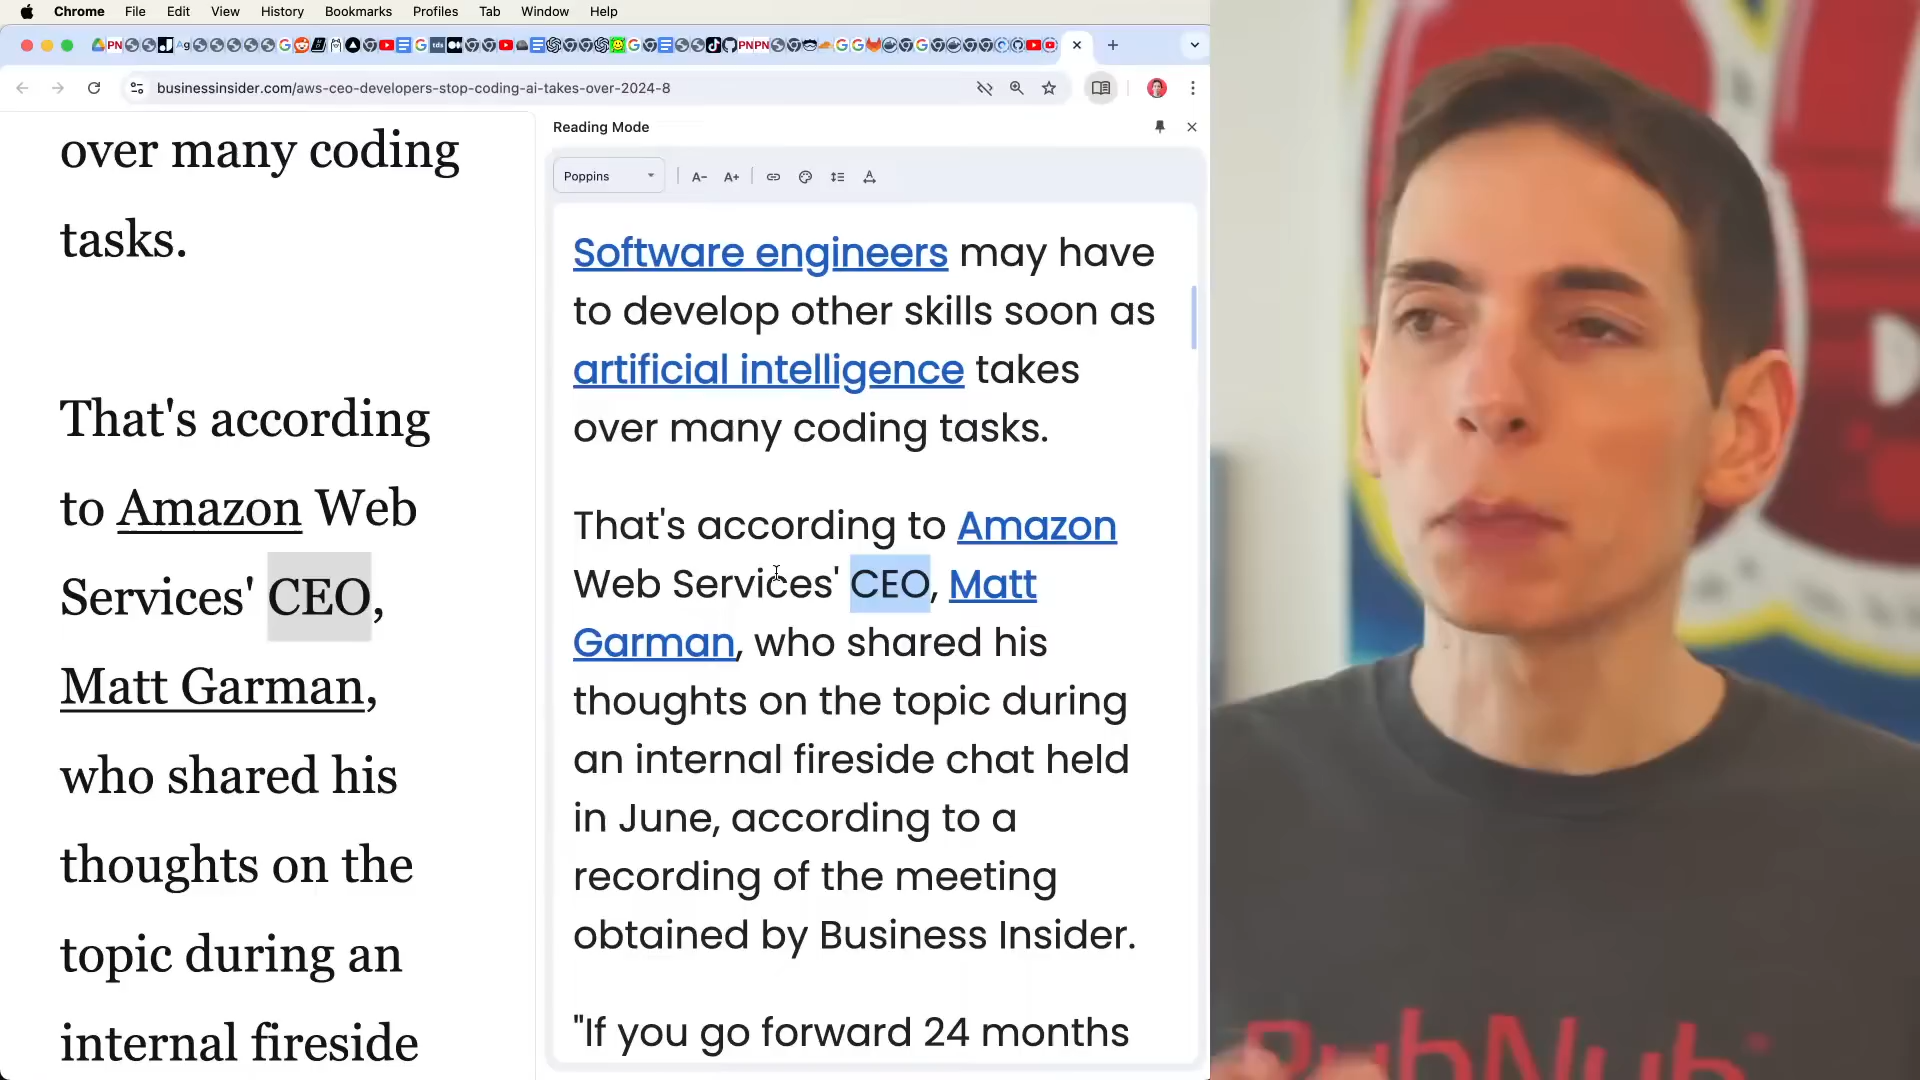 Chrome File Edit View History Bookmarks Profiles Tab Window Help
businessinsider.com/aws-ceo-developers-stop-coding-ai-takes-over-2024-8
over many coding
tasks.
That's according
to Amazon Web
Services' CEO,
Matt Garman,
who shared his
thoughts on the
topic during an
internal fireside
Reading Mode
Poppins A- A+
Software engineers may have
to develop other skills soon as
artificial intelligence takes
over many coding tasks.
That's according to Amazon
Web Services' CEO, Matt
Garman, who shared his
thoughts on the topic during
an internal fireside chat held
in June, according to a
recording of the meeting
obtained by Business Insider.
"If you go forward 24 months
PubNub